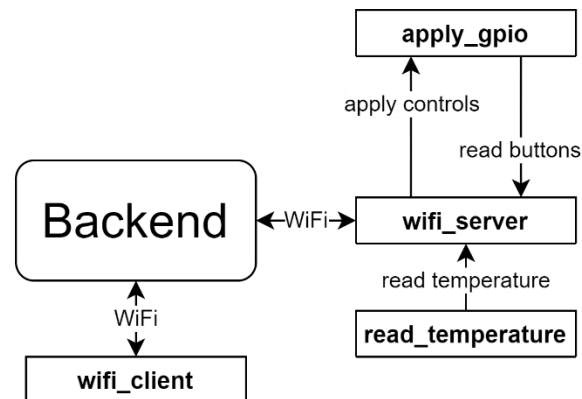 apply_gpio
apply controls
read buttons
Backend
WiFi
wifi_server
read temperature
WiFi
read_temperature
wifi_client